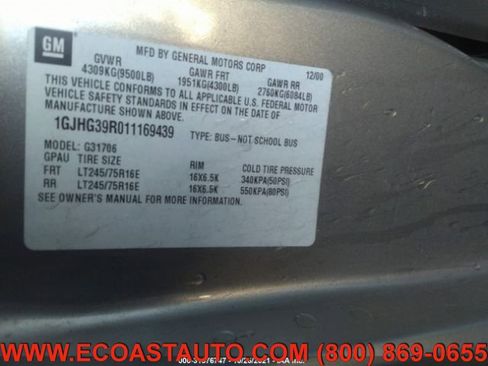 GM
MFD BY GENERAL MOTORS CORP 12/00
GVWR GAWR FRT GAWR RR
4309KG(9500LB) 1951KG(4300LB) 2760KG(6084LB)
THIS VEHICLE CONFORMS TO ALL APPLICABLE U.S. FEDERAL MOTOR
VEHICLE SAFETY STANDARDS IN EFFECT ON THE DATE OF MANUFACTURE
SHOWN ABOVE.
1GJHG39R011169439 TYPE: BUS–NOT SCHOOL BUS
MODEL: G31706
GPAU TIRE SIZE RIM COLD TIRE PRESSURE
FRT LT245/75R16E 16X6.5K 340KPA(50PSI)
RR LT245/75R16E 16X6.5K 550KPA(80PSI)
SEE OWNER'S MANUAL FOR MORE INFORMATION.
WWW.ECOASTAUTO.COM (800) 869-0655